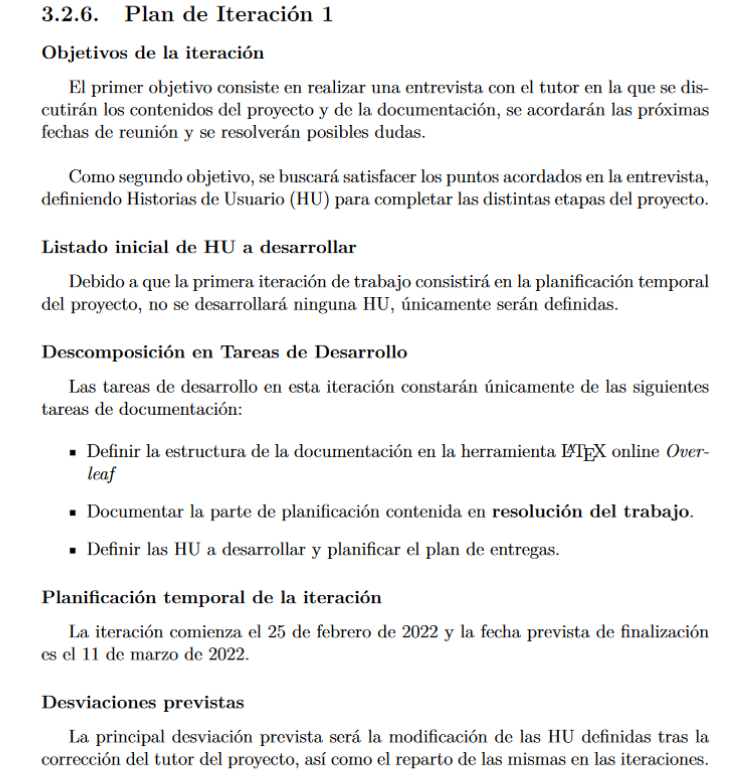 3.2.6. Plan de Iteración 1
Objetivos de la iteración
El primer objetivo consiste en realizar una entrevista con el tutor en la que se dis-
cutirán los contenidos del proyecto y de la documentación, se acordarán las próximas
fechas de reunión y se resolverán posibles dudas.
Como segundo objetivo, se buscará satisfacer los puntos acordados en la entrevista,
definiendo Historias de Usuario (HU) para completar las distintas etapas del proyecto.
Listado inicial de HU a desarrollar
Debido a que la primera iteración de trabajo consistirá en la planificación temporal
del proyecto, no se desarrollará ninguna HU, únicamente serán definidas.
Descomposición en Tareas de Desarrollo
Las tareas de desarrollo en esta iteración constarán únicamente de las siguientes
tareas de documentación:
▪ Definir la estructura de la documentación en la herramienta LATEX online Over-
leaf
▪ Documentar la parte de planificación contenida en resolución del trabajo.
▪ Definir las HU a desarrollar y planificar el plan de entregas.
Planificación temporal de la iteración
La iteración comienza el 25 de febrero de 2022 y la fecha prevista de finalización
es el 11 de marzo de 2022.
Desviaciones previstas
La principal desviación prevista será la modificación de las HU definidas tras la
corrección del tutor del proyecto, así como el reparto de las mismas en las iteraciones.